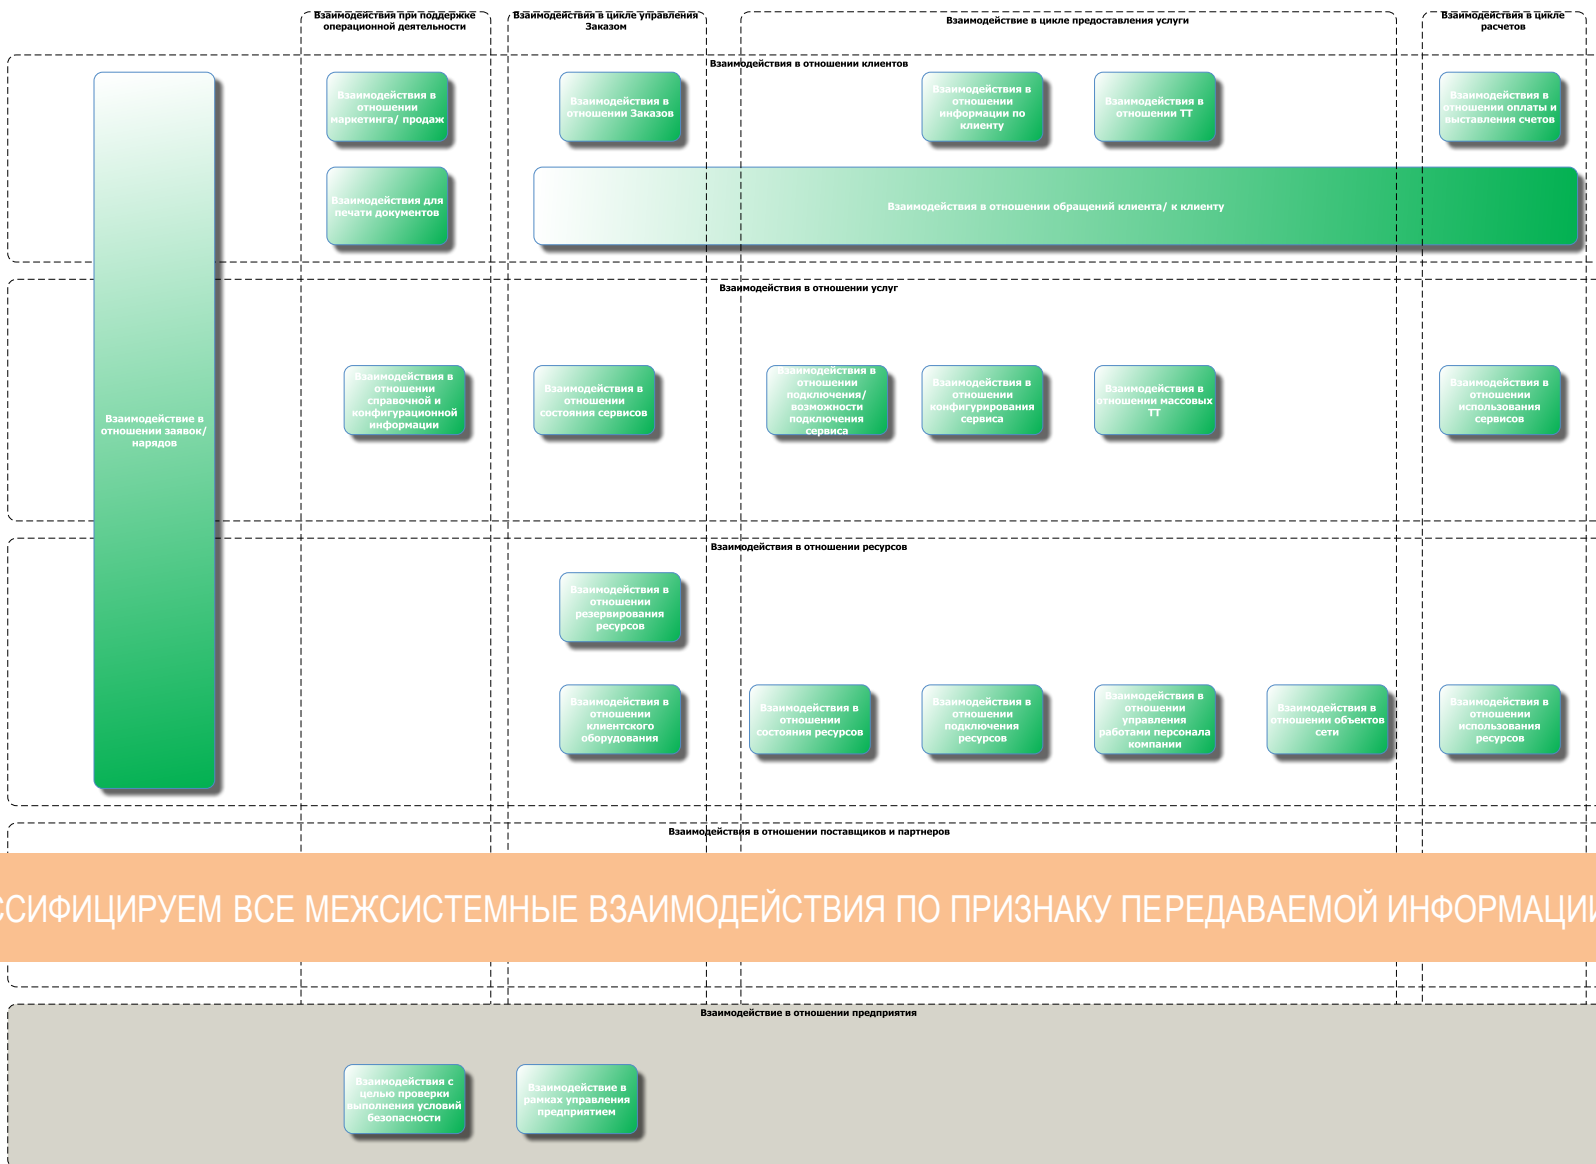 Взаимодействия при поддержке
операционной деятельности
Взаимодействия в цикле управления
Заказом
Взаимодействие в цикле предоставления услуги
Взаимодействия в цикле
расчетов
Взаимодействия в отношении клиентов
Взаимодействия в
отношении
маркетинга/ продаж
Взаимодействия в
отношении Заказов
Взаимодействия в
отношении
информации по
клиенту
Взаимодействия в
отношении ТТ
Взаимодействия в
отношении оплаты и
выставления счетов
Взаимодействия для
печати документов
Взаимодействия в отношении обращений клиента/ к клиенту
Взаимодействия в отношении услуг
Взаимодействие в
отношении заявок/
нарядов
Взаимодействия в
отношении
справочной и
конфигурационной
информации
Взаимодействия в
отношении
состояния сервисов
Взаимодействия в
отношении
подключения/
возможности
подключения
сервиса
Взаимодействия в
отношении
конфигурирования
сервиса
Взаимодействия в
отношении массовых
ТТ
Взаимодействия в
отношении
использования
сервисов
Взаимодействия в отношении ресурсов
Взаимодействия в
отношении
резервирования
ресурсов
Взаимодействия в
отношении
клиентского
оборудования
Взаимодействия в
отношении
состояния ресурсов
Взаимодействия в
отношении
подключения
ресурсов
Взаимодействия в
отношении
управления
работами персонала
компании
Взаимодействия в
отношении объектов
сети
Взаимодействия в
отношении
использования
ресурсов
Взаимодействия в отношении поставщиков и партнеров
ССИФИЦИРУЕМ ВСЕ МЕЖСИСТЕМНЫЕ ВЗАИМОДЕЙСТВИЯ ПО ПРИЗНАКУ ПЕРЕДАВАЕМОЙ ИНФОРМАЦИИ
Взаимодействие в отношении предприятия
Взаимодействия с
целью проверки
выполнения условий
безопасности
Взаимодействие в
рамках управления
предприятием